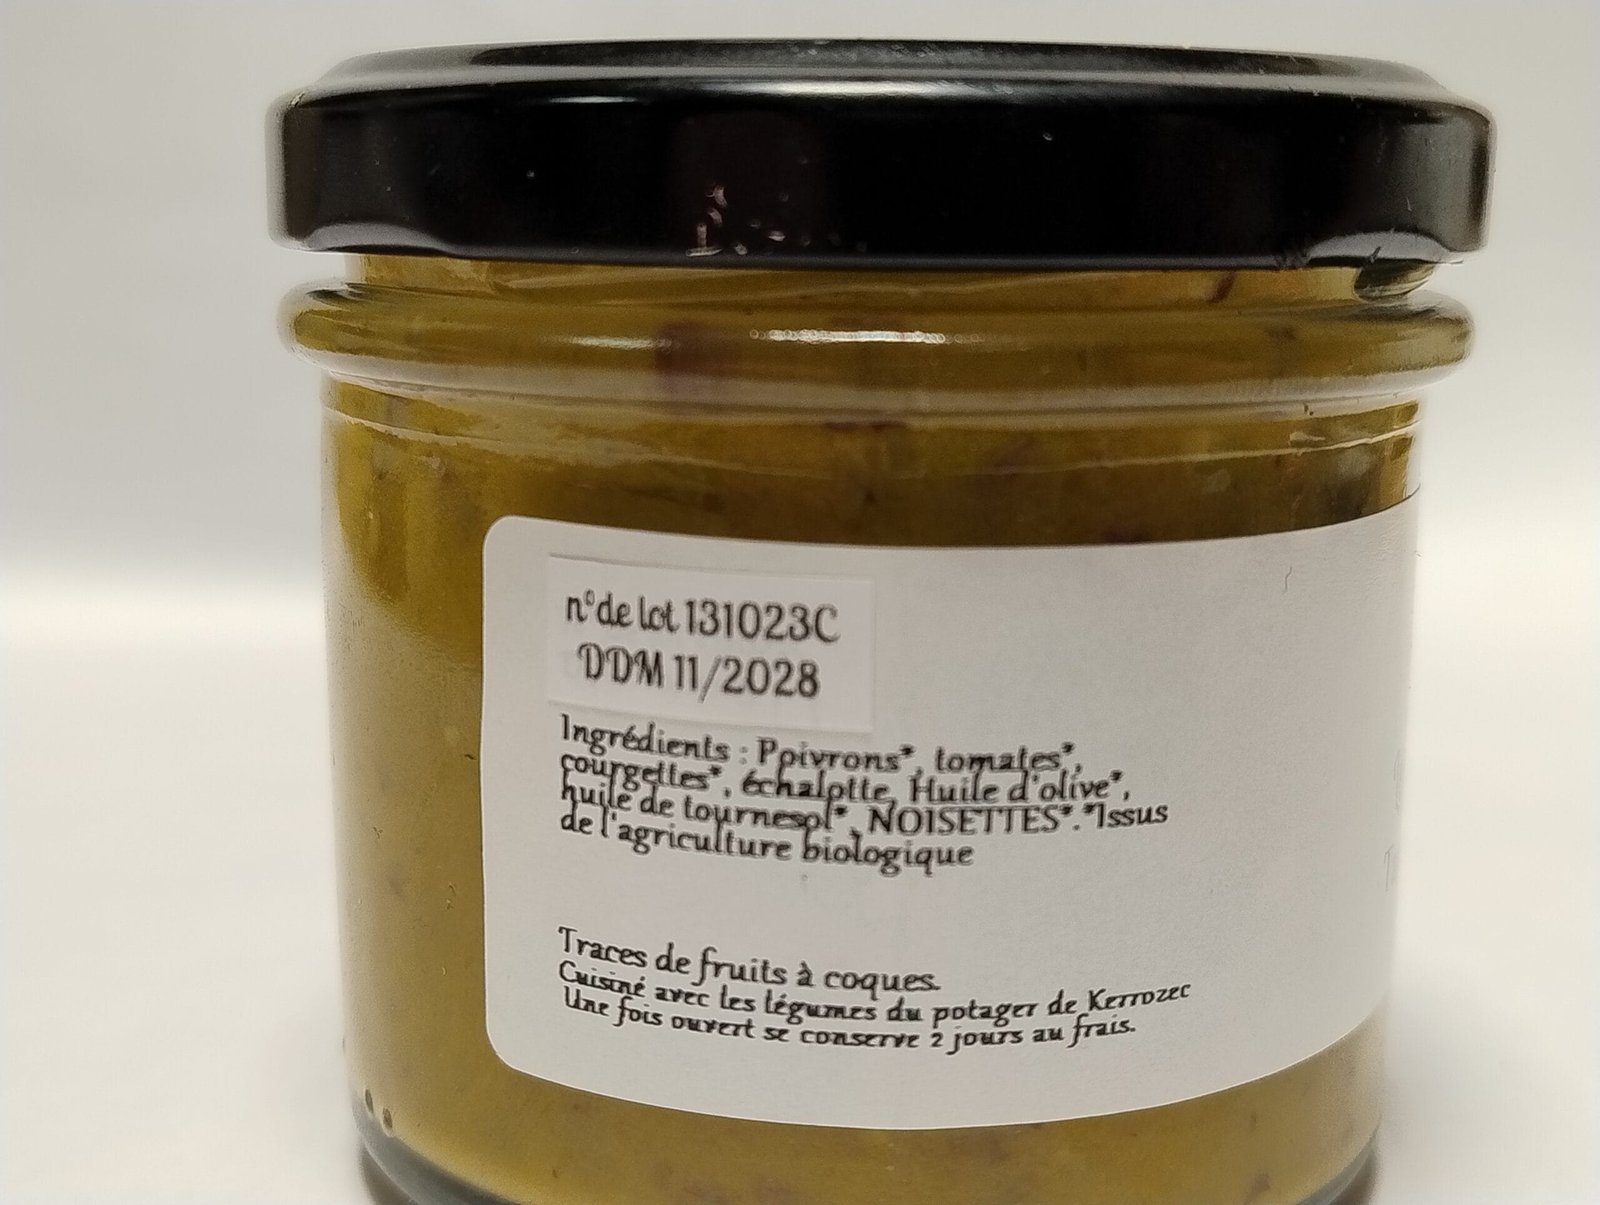 n°de lot 131023C
DDM 11/2028
Ingrédients : Poivrons*, tomates*,
courgettes*, échalotte, Huile d'olive*,
huile de tournesol*, NOISETTES*.*Issus
de l'agriculture biologique
Traces de fruits à coques.
Cuisiné avec les légumes du potager de Kerrozec
Une fois ouvert se conserve 2 jours au frais.